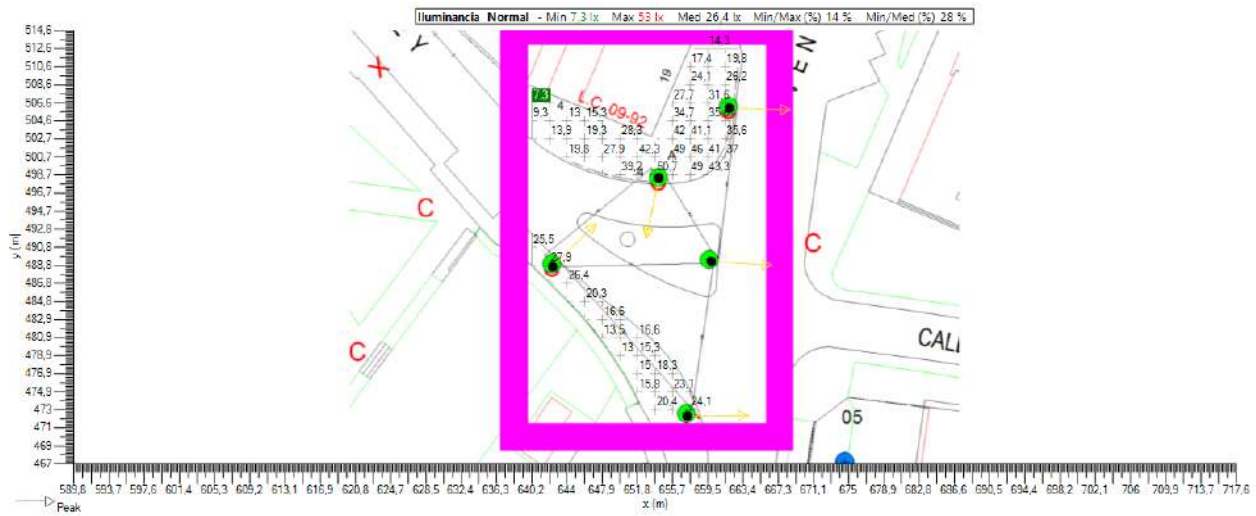 Iluminancia Normal - Min 7,3 lx Max 53 lx Med 26,4 lx Min/Max (%) 14 % Min/Med (%) 28 %
514,6
512,6
510,6
508,6
506,6
504,6
502,7
500,7
498,7
496,7
494,7
492,8
490,8
488,8
486,8
484,8
482,9
480,9
478,9
476,9
474,9
473
471
469
467
y (m)
Y
X
14,3
17,4 19,8
19 24,1 26,2
EN
7,3 27,7 31,6
L.C. 09-92
9,3 4 13 15,3 34,7
13,9 19,3 28,3 42 41,1 35,6
19,8 27,9 42,3 49 46 41 37
39,2 50,7 49 43,3
C
25,5
C
27,9
26,4
20,3
16,6
13,5 16,6
13 15,3
C
15 18,3
15,8 23,1
20,4 24,1
05
589,8 593,7 597,6 601,4 605,3 609,2 613,1 616,9 620,8 624,7 628,5 632,4 636,3 640,2 644 647,9 651,8 655,7 659,5 663,4 667,3 671,1 675 678,9 682,8 686,6 690,5 694,4 698,2 702,1 706 709,9 713,7 717,6
x (m)
Peak